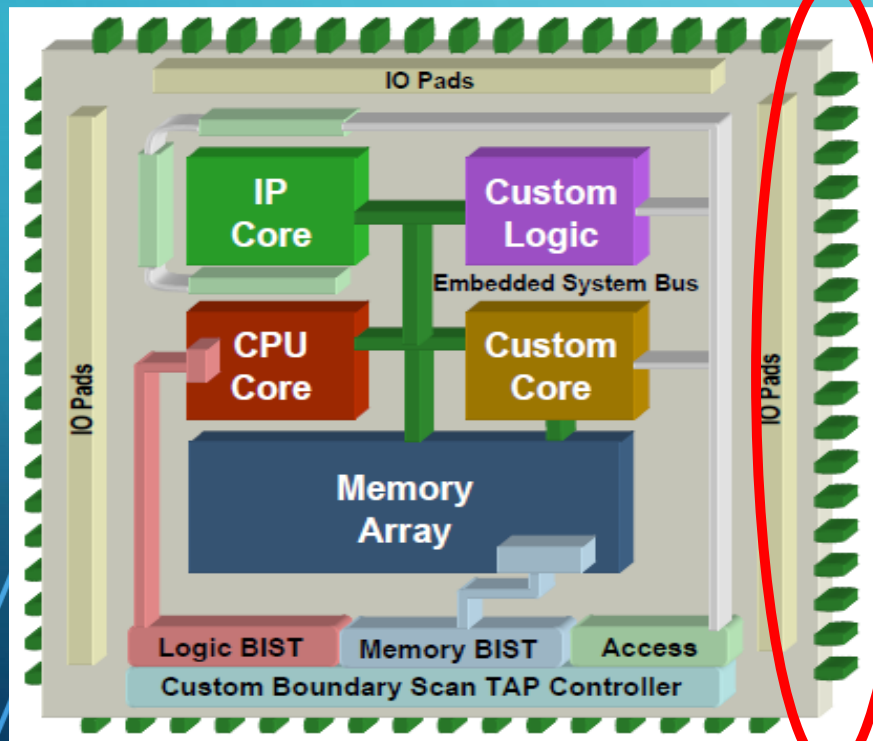 IO Pads
IP
Core
Custom
Logic
Embedded System Bus
CPU
Core
Custom
Core
IO Pads
IO Pads
Memory
Array
Logic BIST
Memory BIST
Access
Custom Boundary Scan TAP Controller